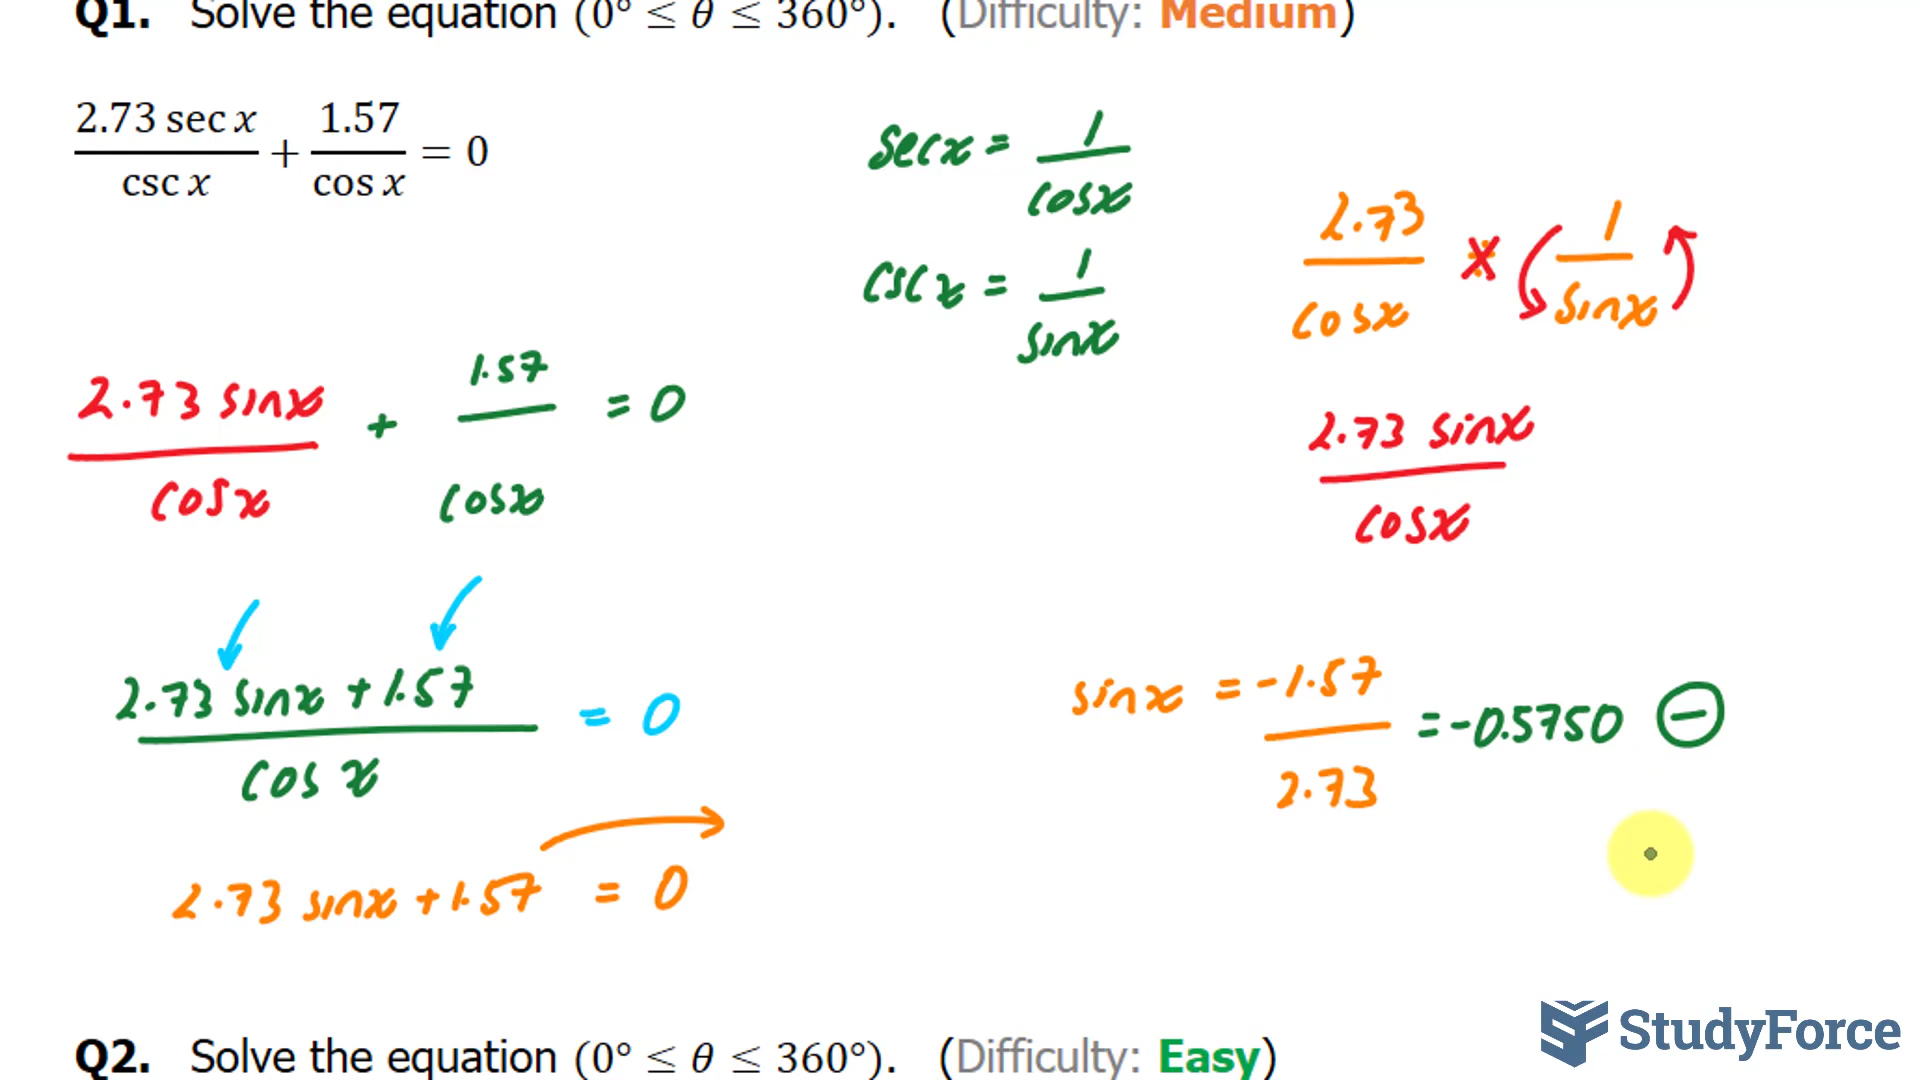 Q1. Solve the equation (0° ≤ θ ≤ 360°). (Difficulty: Medium)
2.73 sec x / csc x + 1.57 / cos x = 0
secx = 1 / cosx
cscx = 1 / sinx
2.73 / cosx ÷ 1 / sinx
2.73 sinx / cosx
2.73 sinx / cosx + 1.57 / cosx = 0
2.73 sinx + 1.57 / cos x = 0
2.73 sinx + 1.57 = 0
sinx = -1.57 / 2.73 = -0.5750 −
StudyForce
Q2. Solve the equation (0° ≤ θ ≤ 360°). (Difficulty: Easy)